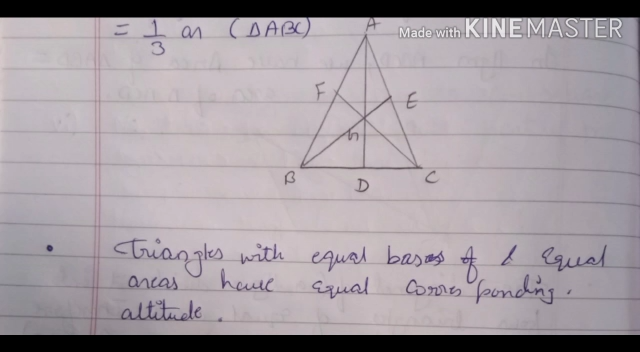 = 1/3 ar (ΔABC)
Made with KINEMASTER
A
F
E
G
B
D
C
• Triangles with equal bases & Equal
areas have equal corresponding.
altitude.